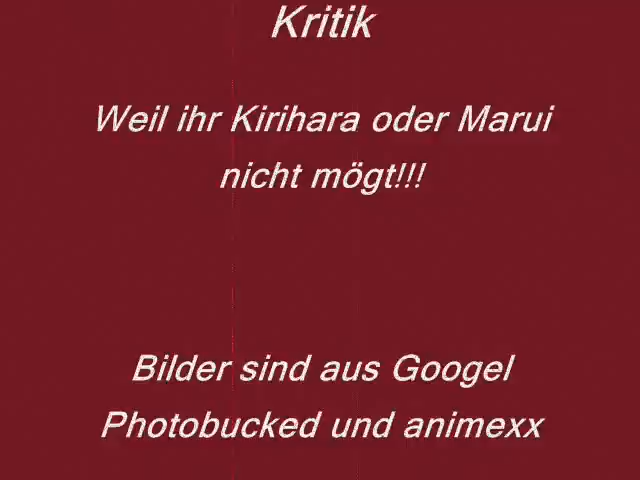 Kritik
Weil ihr Kirihara oder Marui
nicht mögt!!!
Bilder sind aus Googel
Photobucked und animexx